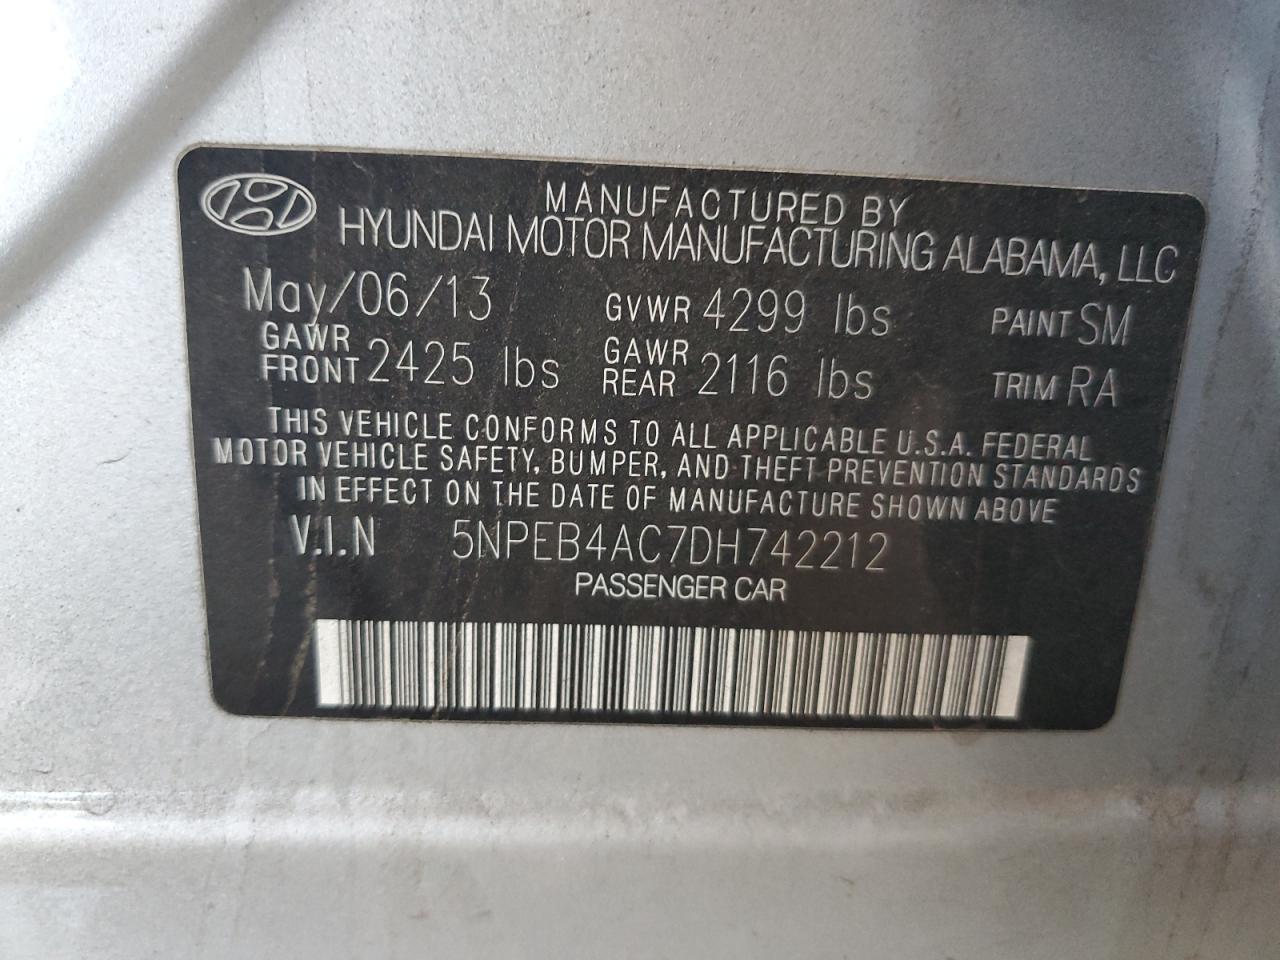 MANUFACTURED BY
HYUNDAI MOTOR MANUFACTURING ALABAMA, LLC
May/06/13 GVWR 4299 lbs PAINT SM
GAWR FRONT 2425 lbs GAWR REAR 2116 lbs TRIM RA
THIS VEHICLE CONFORMS TO ALL APPLICABLE U.S.A. FEDERAL
MOTOR VEHICLE SAFETY, BUMPER, AND THEFT PREVENTION STANDARDS
IN EFFECT ON THE DATE OF MANUFACTURE SHOWN ABOVE
V.I.N 5NPEB4AC7DH742212
PASSENGER CAR